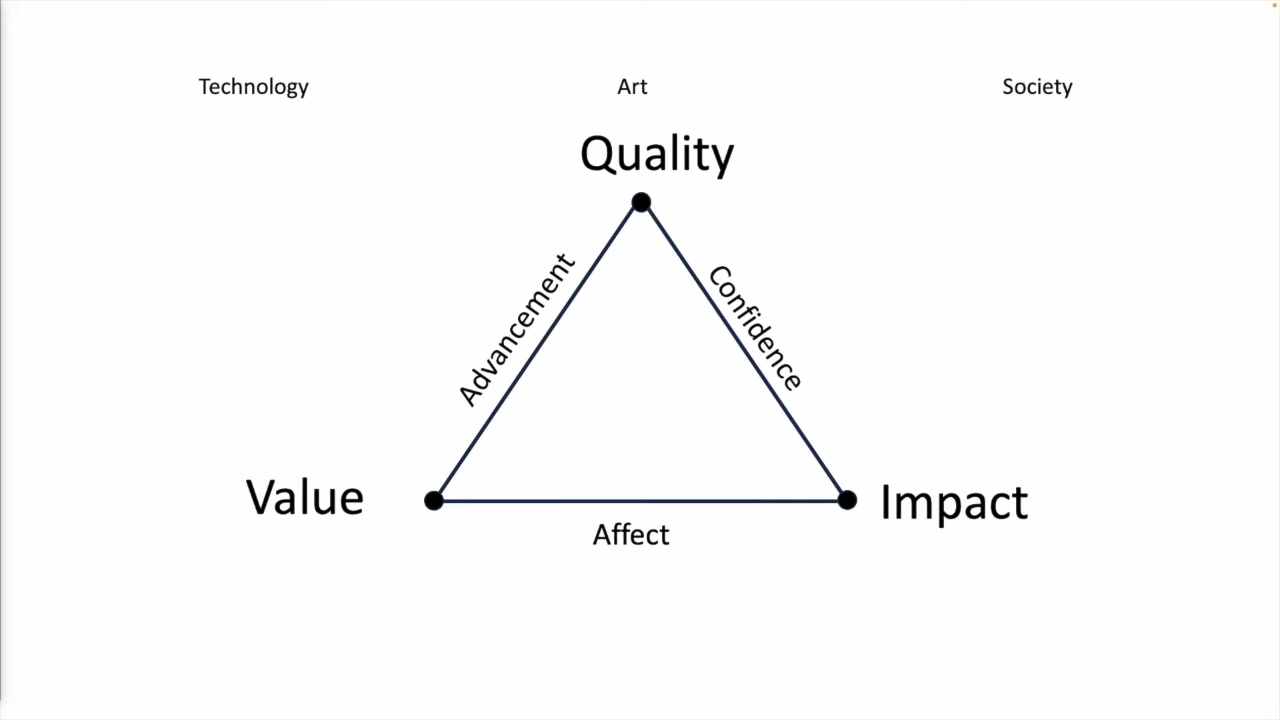 Technology Art Society
Quality
Advancement
Confidence
Value
Impact
Affect